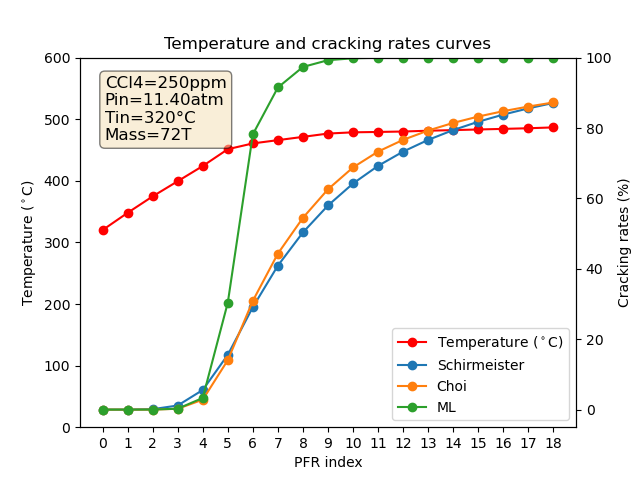 Temperature and cracking rates curves
CCl4=250ppm
Pin=11.40atm
Tin=320°C
Mass=72T
Temperature (°C)
600
500
400
300
200
100
0
100
80
60
40
20
0
Cracking rates (%)
Temperature (°C)
Schirmeister
Choi
ML
0 1 2 3 4 5 6 7 8 9 10 11 12 13 14 15 16 17 18
PFR index